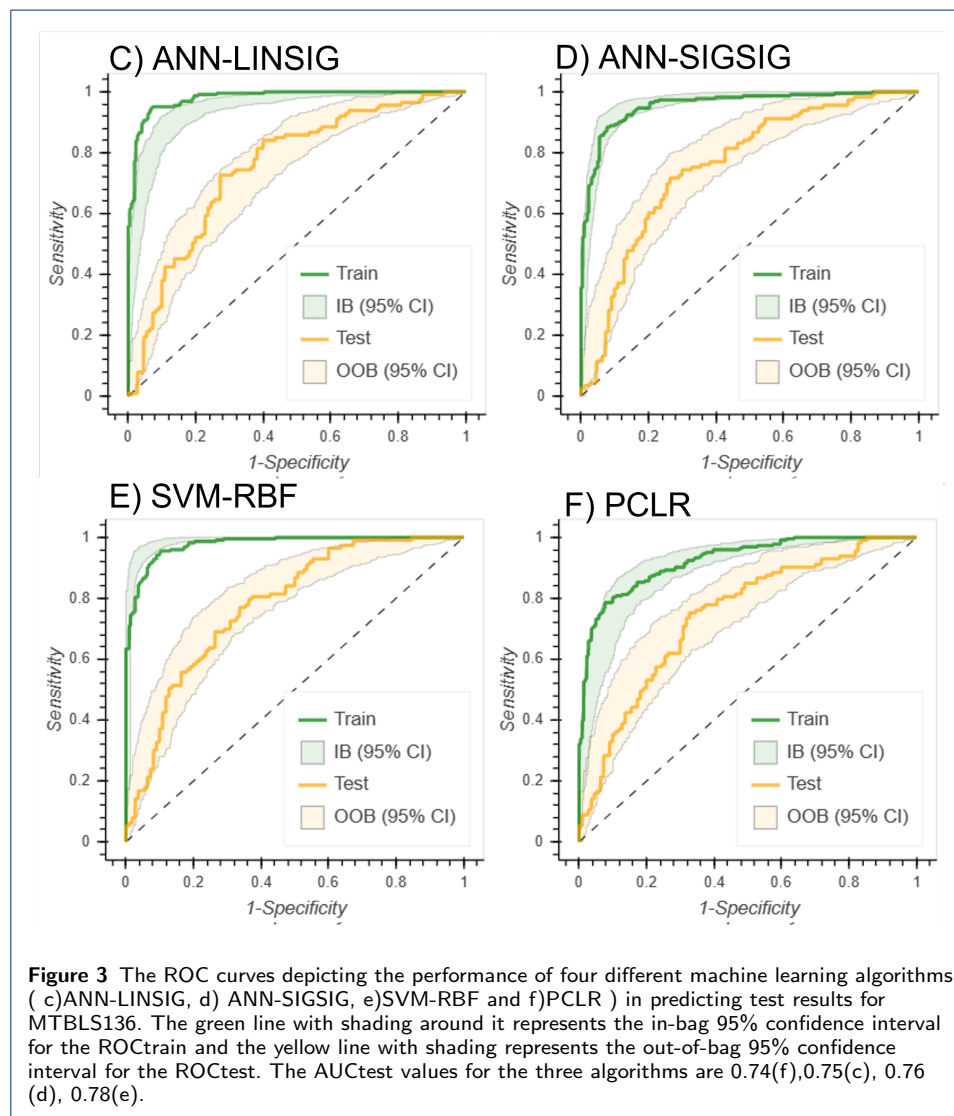 C) ANN-LINSIG
1
0.8
0.6
0.4
0.2
0
Sensitivity
Train
IB (95% CI)
Test
OOB (95% CI)
0
0.2
0.4
0.6
0.8
1
1-Specificity
D) ANN-SIGSIG
1
0.8
0.6
0.4
0.2
0
Sensitivity
Train
IB (95% CI)
Test
OOB (95% CI)
0
0.2
0.4
0.6
0.8
1
1-Specificity
E) SVM-RBF
1
0.8
0.6
0.4
0.2
0
Sensitivity
Train
IB (95% CI)
Test
OOB (95% CI)
0
0.2
0.4
0.6
0.8
1
1-Specificity
F) PCLR
1
0.8
0.6
0.4
0.2
0
Sensitivity
Train
IB (95% CI)
Test
OOB (95% CI)
0
0.2
0.4
0.6
0.8
1
1-Specificity
Figure 3 The ROC curves depicting the performance of four different machine learning algorithms
( c)ANN-LINSIG, d) ANN-SIGSIG, e)SVM-RBF and f)PCLR ) in predicting test results for
MTBLS136. The green line with shading around it represents the in-bag 95% confidence interval
for the ROCtrain and the yellow line with shading represents the out-of-bag 95% confidence
interval for the ROCtest. The AUCtest values for the three algorithms are 0.74(f),0.75(c), 0.76
(d), 0.78(e).